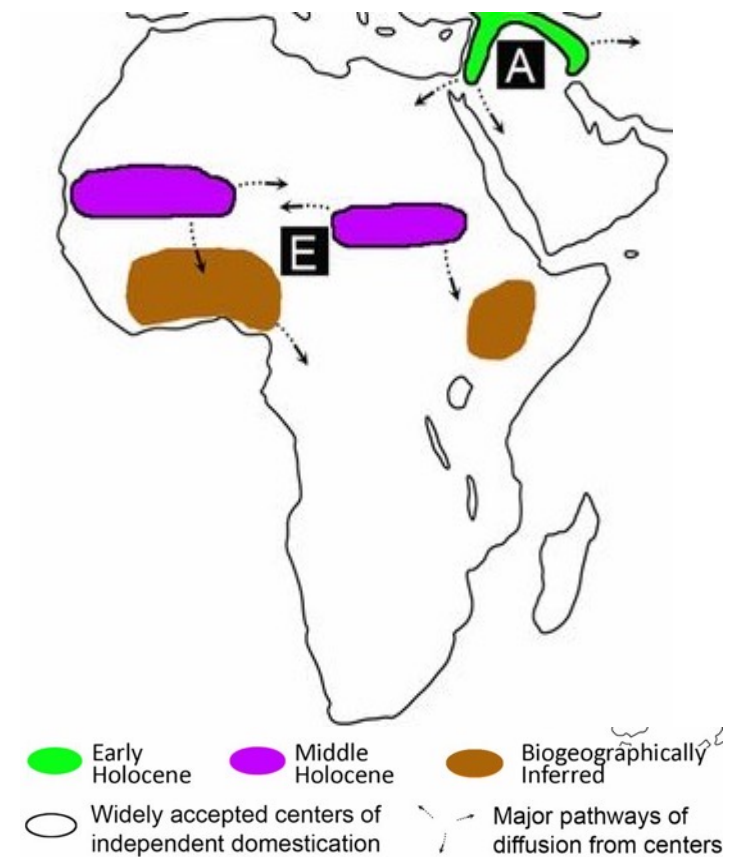 A
E
Early
Holocene
Middle
Holocene
Biogeographically
Inferred
Widely accepted centers of
independent domestication
Major pathways of
diffusion from centers